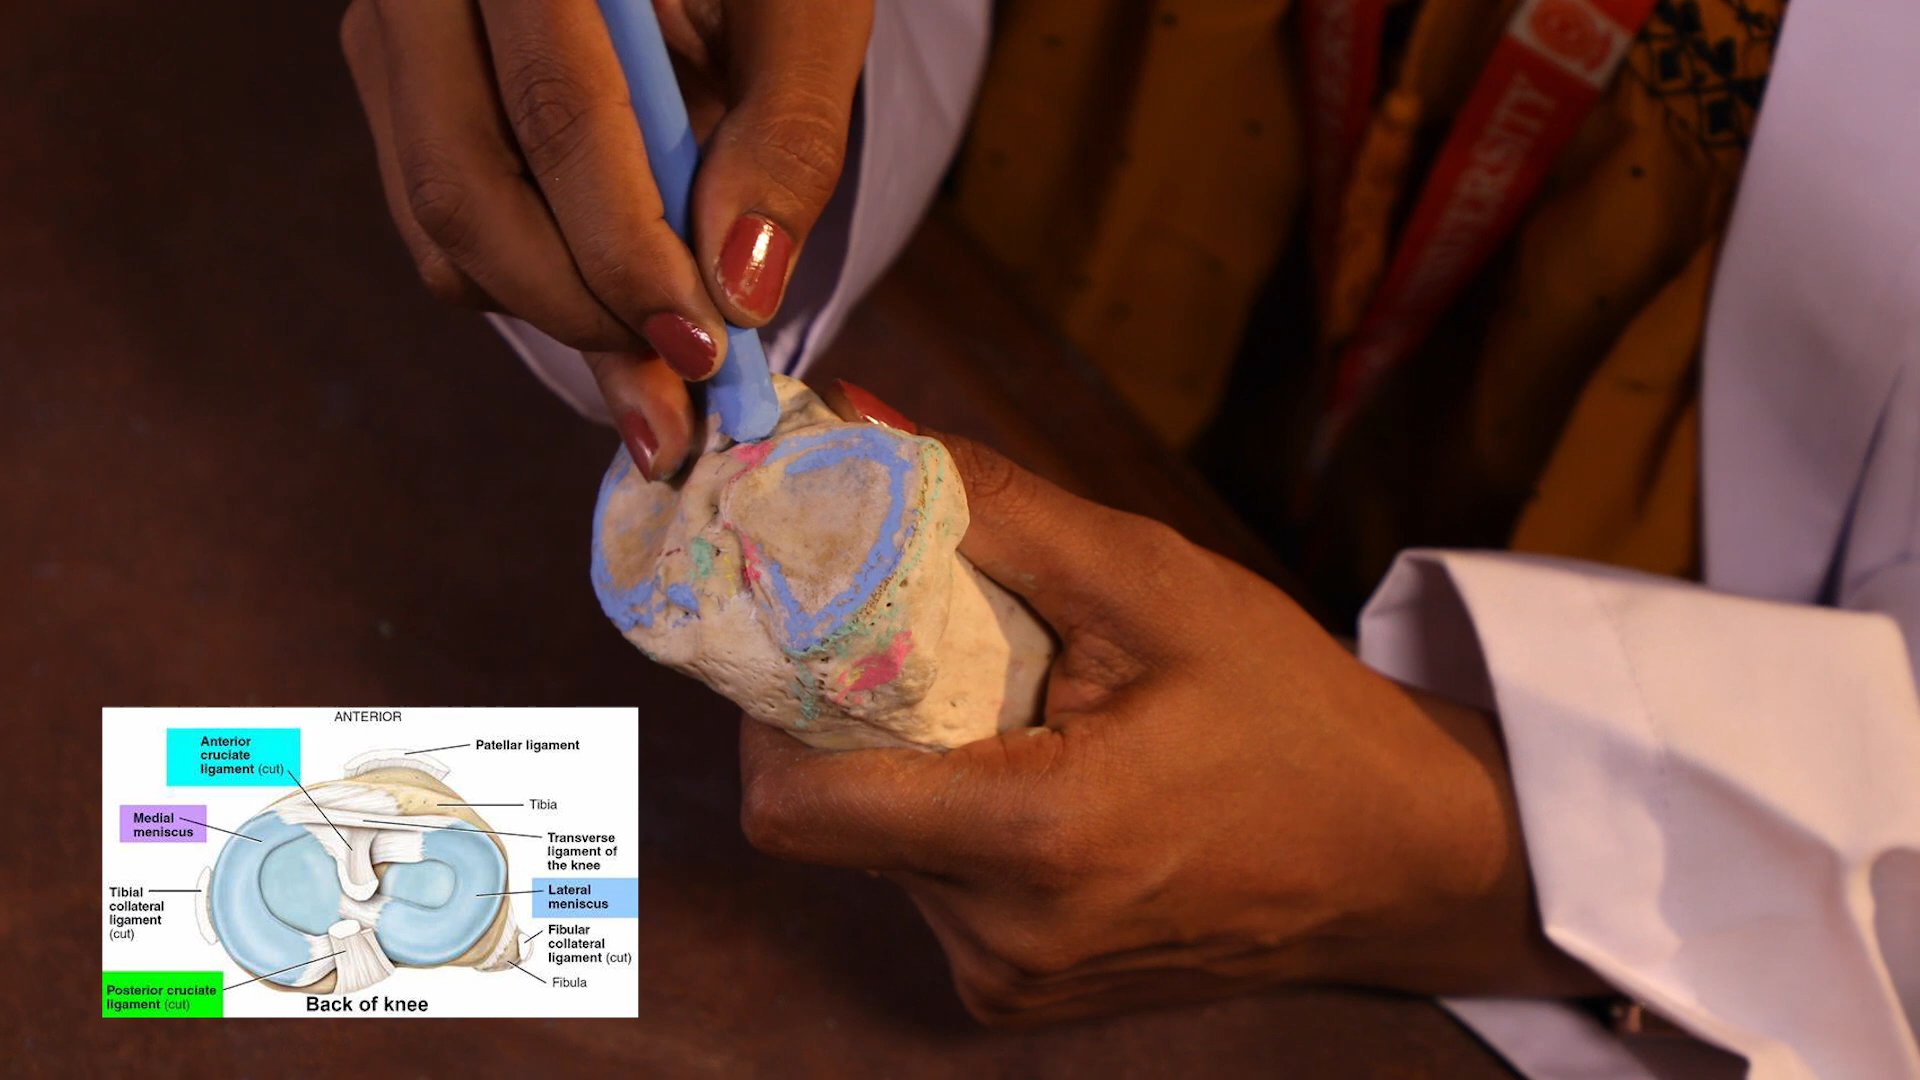 UNIVERSITY
ANTERIOR
Anterior
cruciate
ligament (cut)
Patellar ligament
Tibia
Medial
meniscus
Transverse
ligament of
the knee
Tibial
collateral
ligament
(cut)
Lateral
meniscus
Fibular
collateral
ligament (cut)
Fibula
Posterior cruciate
ligament (cut)
Back of knee